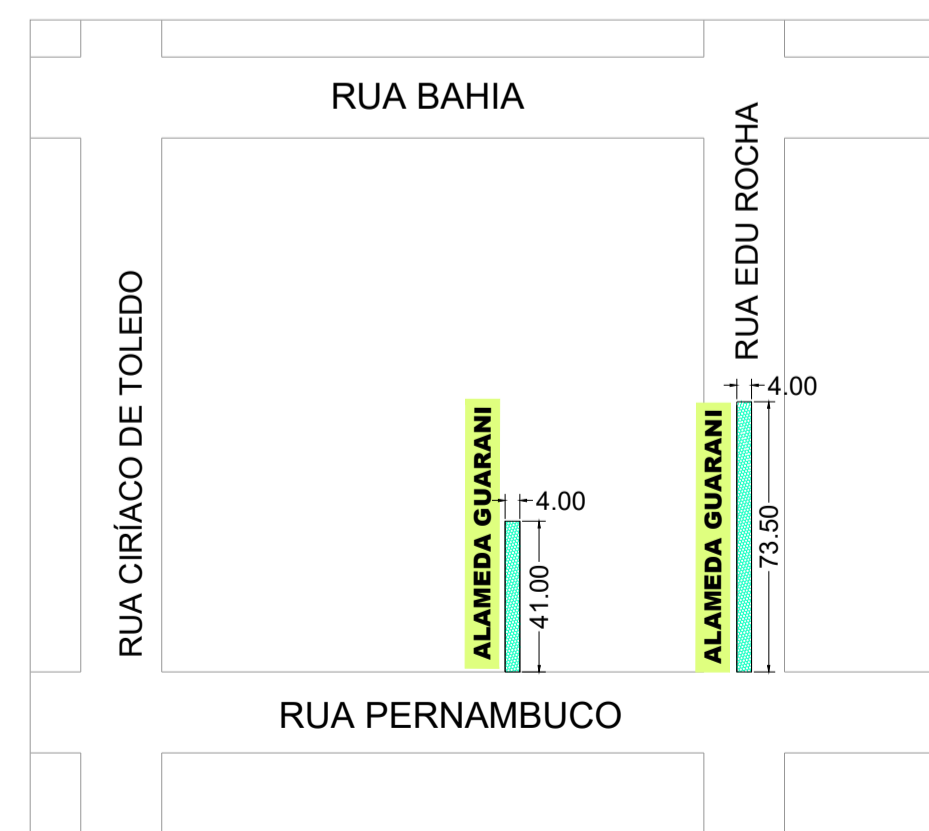 RUA BAHIA
RUA EDU ROCHA
RUA CIRÍACO DE TOLEDO
ALAMEDA GUARANI
4.00
41.00
ALAMEDA GUARANI
4.00
73.50
RUA PERNAMBUCO